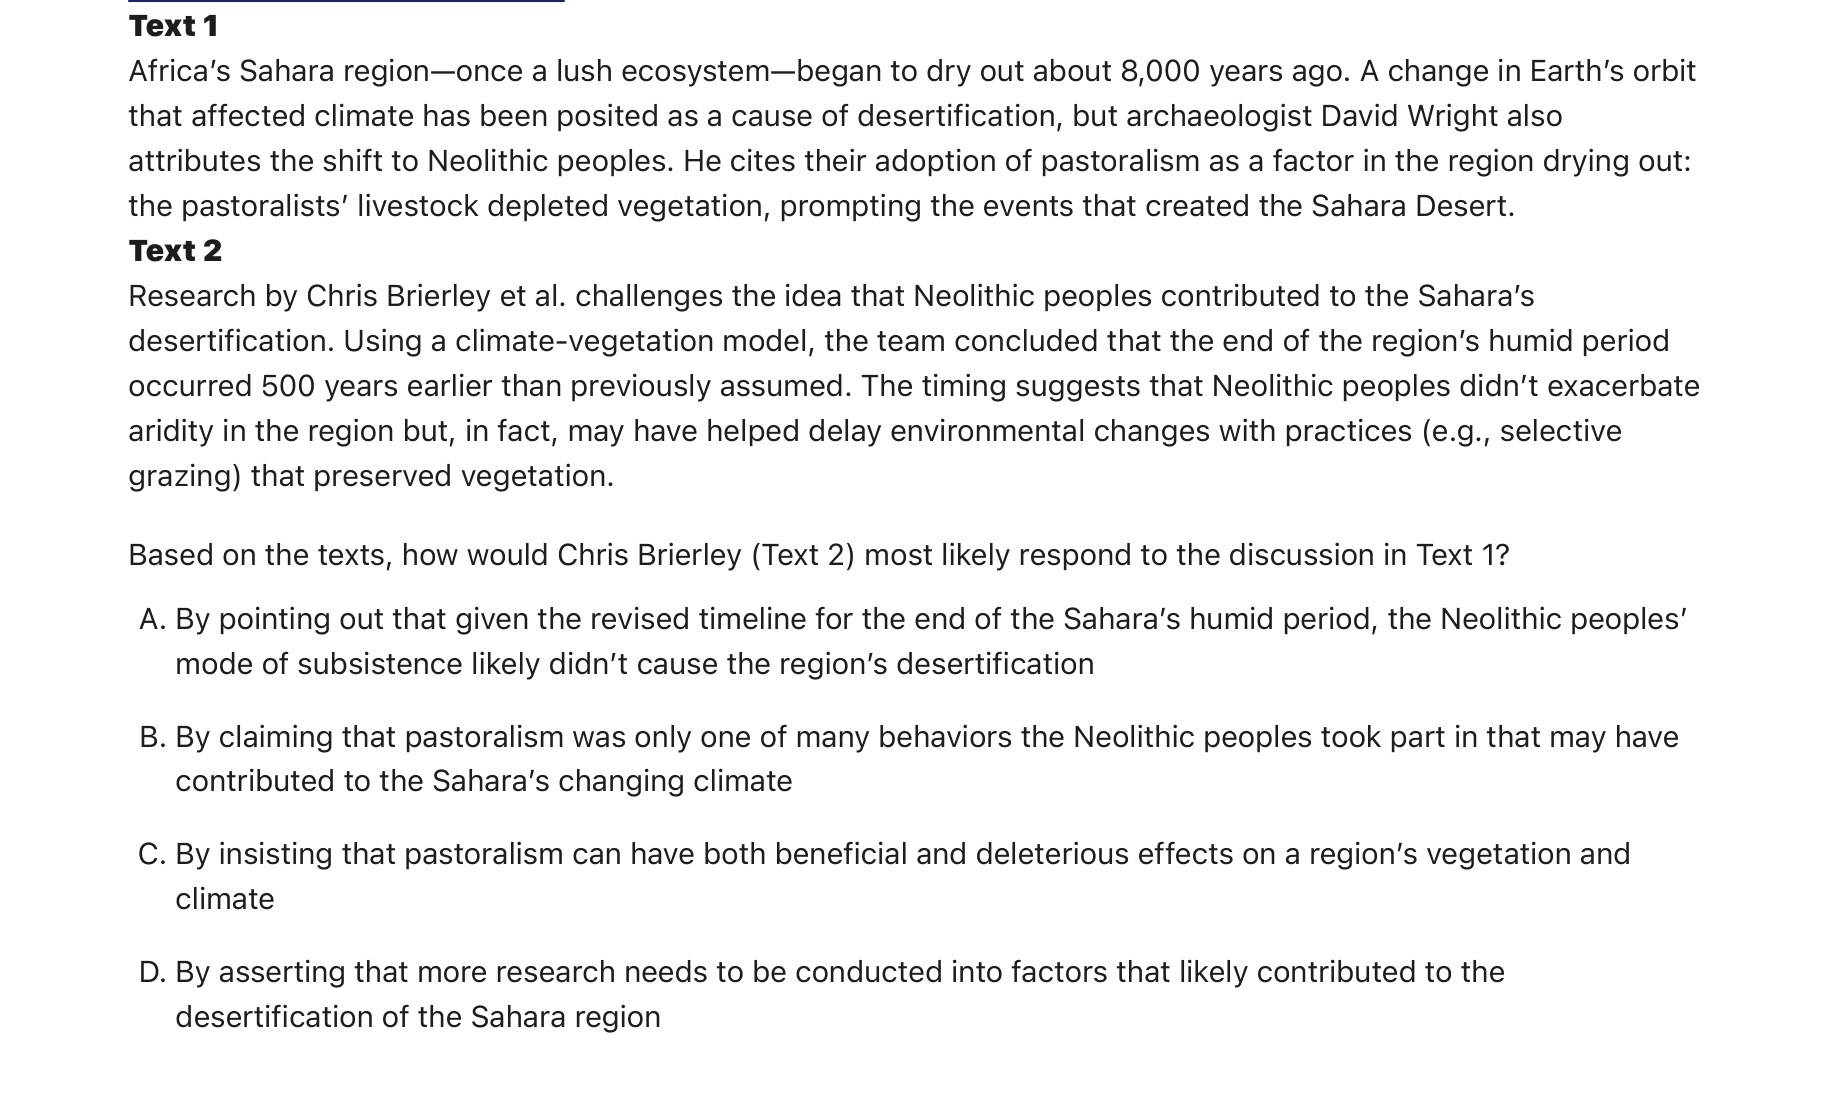 Text 1
Africa’s Sahara region—once a lush ecosystem—began to dry out about 8,000 years ago. A change in Earth’s orbit
that affected climate has been posited as a cause of desertification, but archaeologist David Wright also
attributes the shift to Neolithic peoples. He cites their adoption of pastoralism as a factor in the region drying out:
the pastoralists’ livestock depleted vegetation, prompting the events that created the Sahara Desert.
Text 2
Research by Chris Brierley et al. challenges the idea that Neolithic peoples contributed to the Sahara’s
desertification. Using a climate-vegetation model, the team concluded that the end of the region’s humid period
occurred 500 years earlier than previously assumed. The timing suggests that Neolithic peoples didn’t exacerbate
aridity in the region but, in fact, may have helped delay environmental changes with practices (e.g., selective
grazing) that preserved vegetation.
Based on the texts, how would Chris Brierley (Text 2) most likely respond to the discussion in Text 1?
A. By pointing out that given the revised timeline for the end of the Sahara’s humid period, the Neolithic peoples’
mode of subsistence likely didn’t cause the region’s desertification
B. By claiming that pastoralism was only one of many behaviors the Neolithic peoples took part in that may have
contributed to the Sahara’s changing climate
C. By insisting that pastoralism can have both beneficial and deleterious effects on a region’s vegetation and
climate
D. By asserting that more research needs to be conducted into factors that likely contributed to the
desertification of the Sahara region